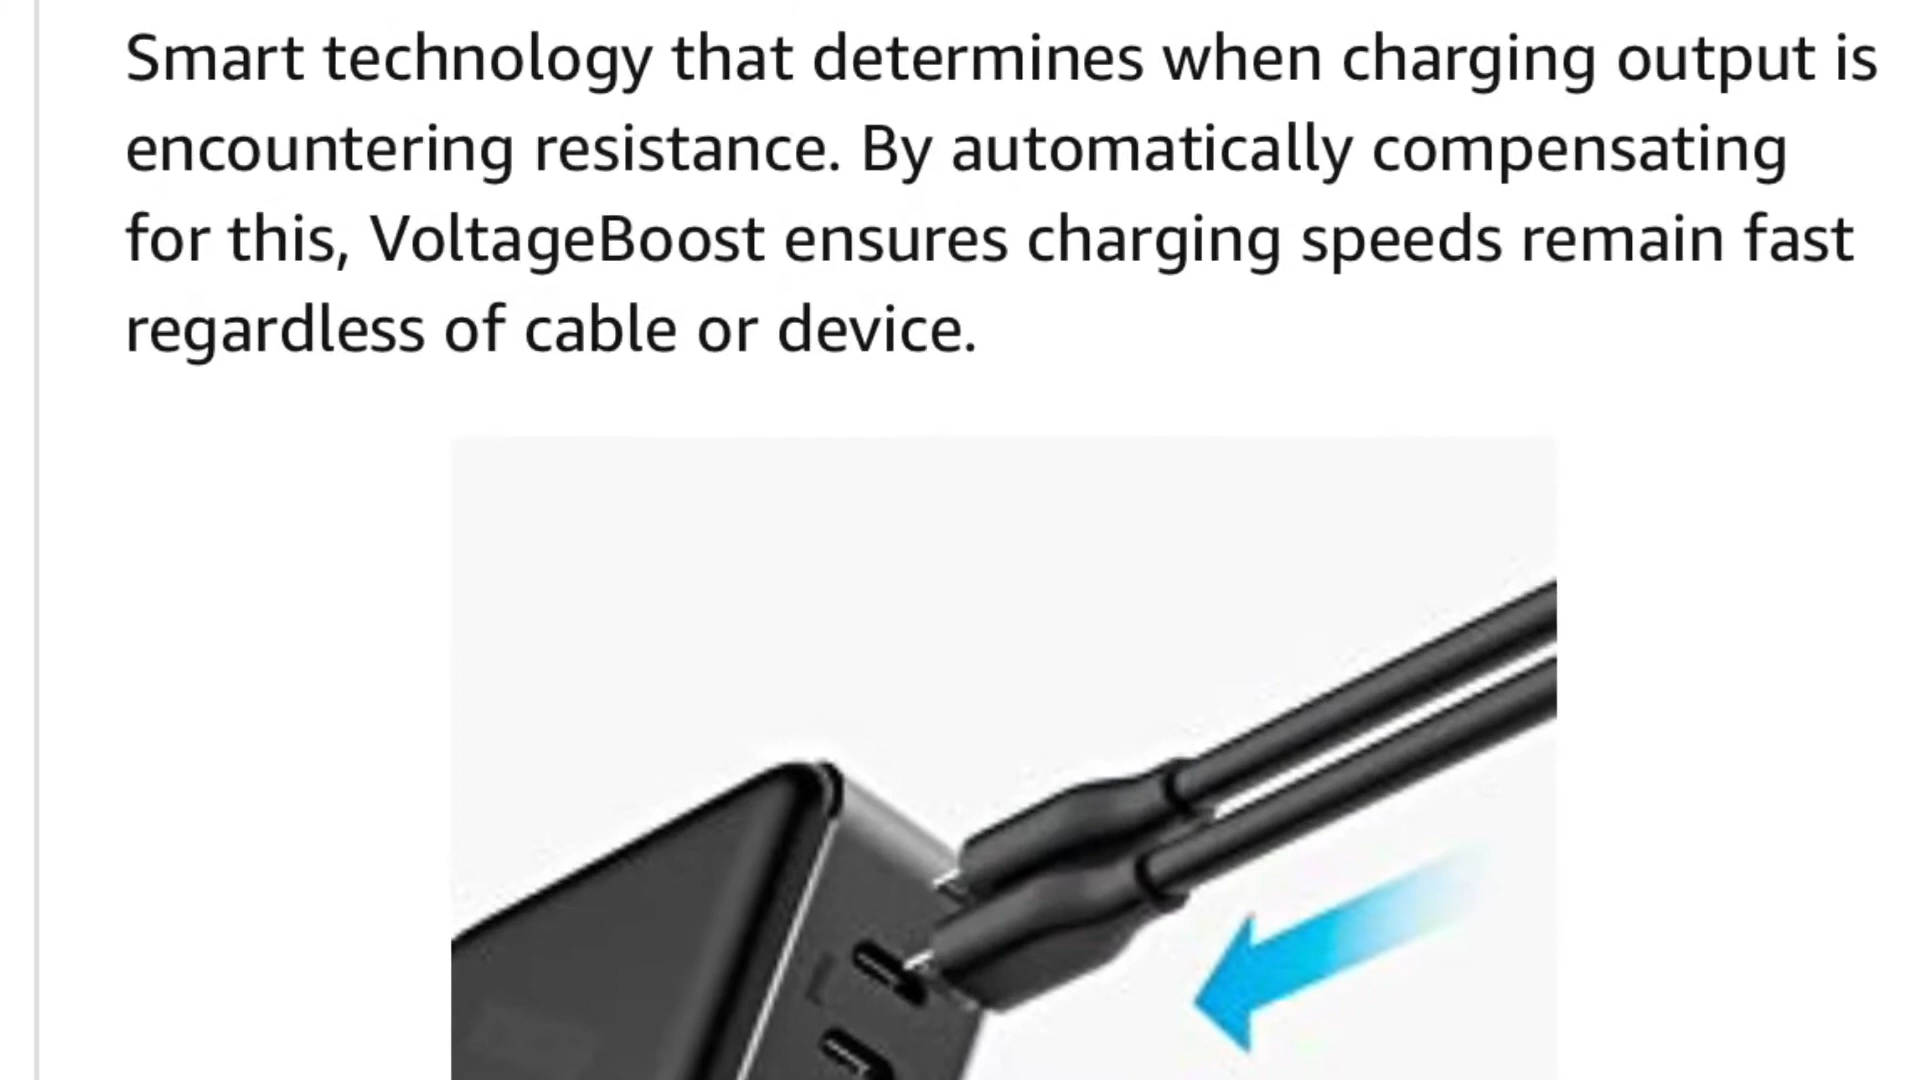 Smart technology that determines when charging output is
encountering resistance. By automatically compensating
for this, VoltageBoost ensures charging speeds remain fast
regardless of cable or device.